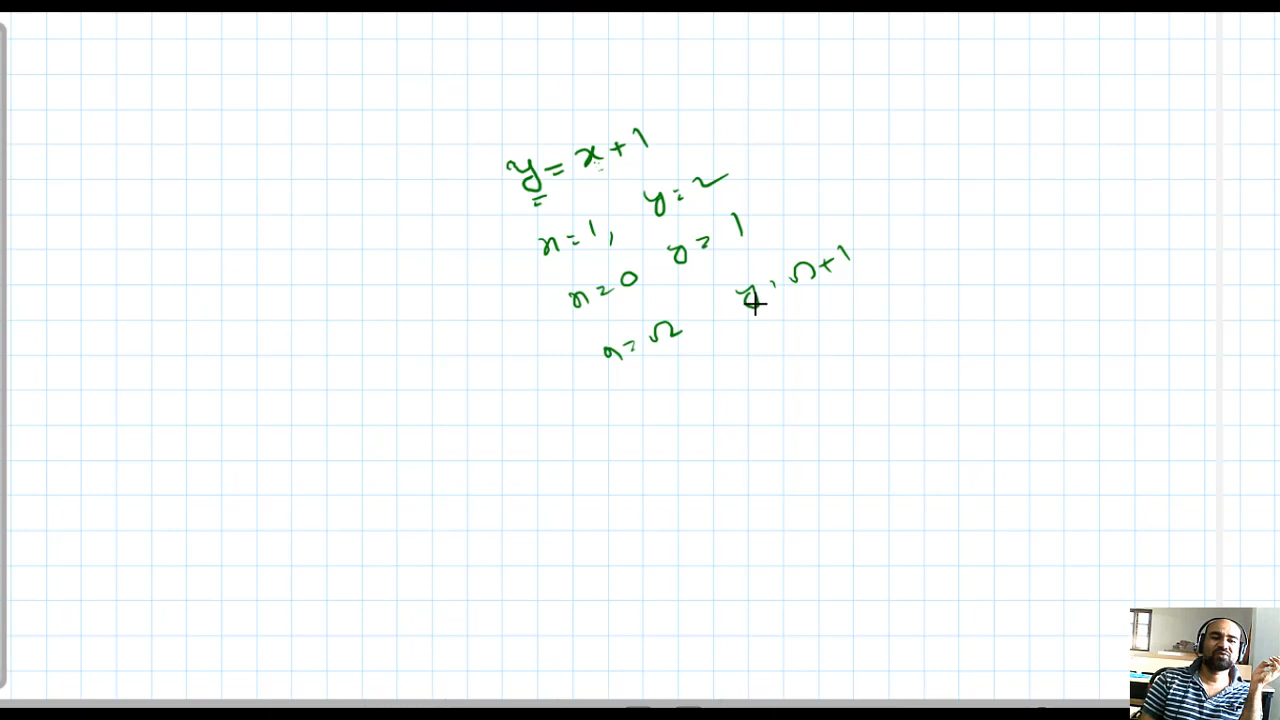 y = x + 1
x = 1, y = 2
x = 0 y = 1
x = Ω y = Ω + 1